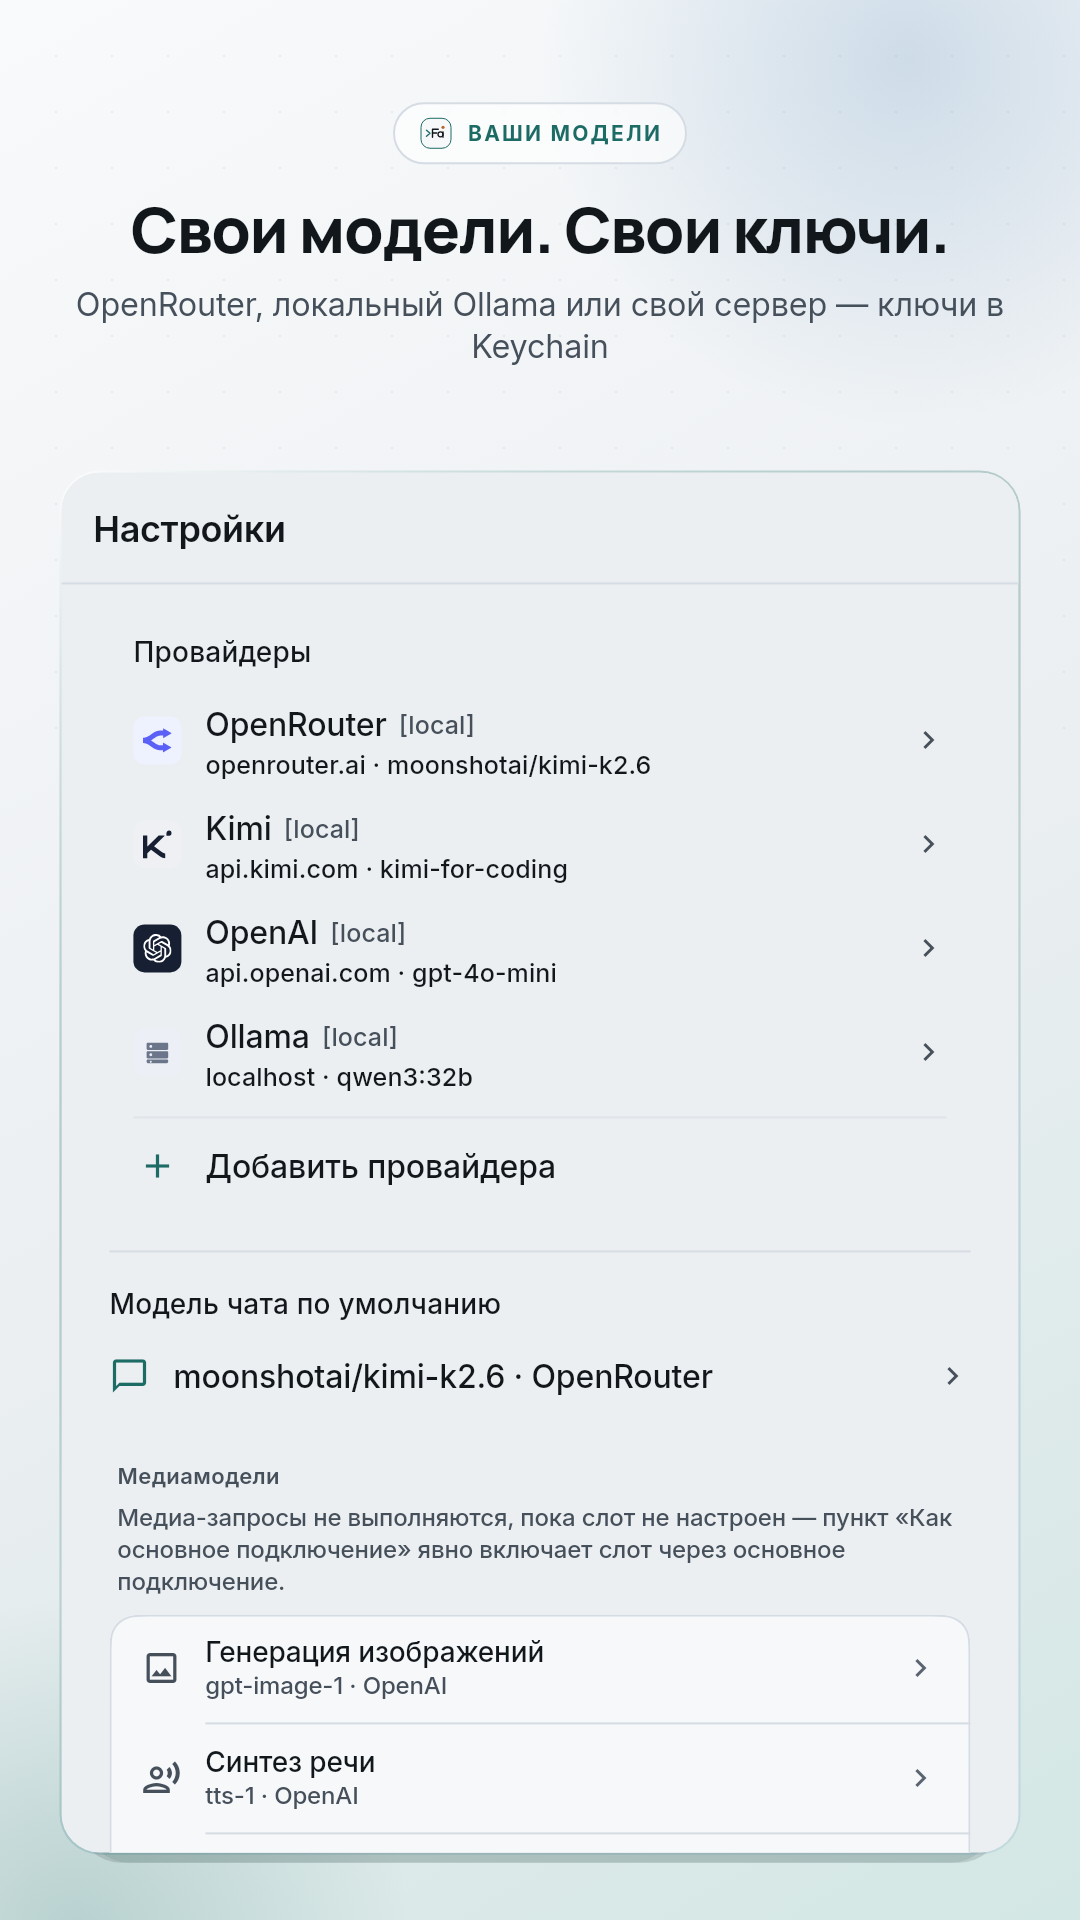 >Fa ВАШИ МОДЕЛИ
Свои модели. Свои ключи.
OpenRouter, локальный Ollama или свой сервер — ключи в
Keychain
Настройки
Провайдеры
OpenRouter [local]
openrouter.ai · moonshotai/kimi-k2.6
Kimi [local]
api.kimi.com · kimi-for-coding
OpenAI [local]
api.openai.com · gpt-4o-mini
Ollama [local]
localhost · qwen3:32b
Добавить провайдера
Модель чата по умолчанию
moonshotai/kimi-k2.6 · OpenRouter
Медиамодели
Медиа-запросы не выполняются, пока слот не настроен — пункт «Как
основное подключение» явно включает слот через основное
подключение.
Генерация изображений
gpt-image-1 · OpenAI
Синтез речи
tts-1 · OpenAI